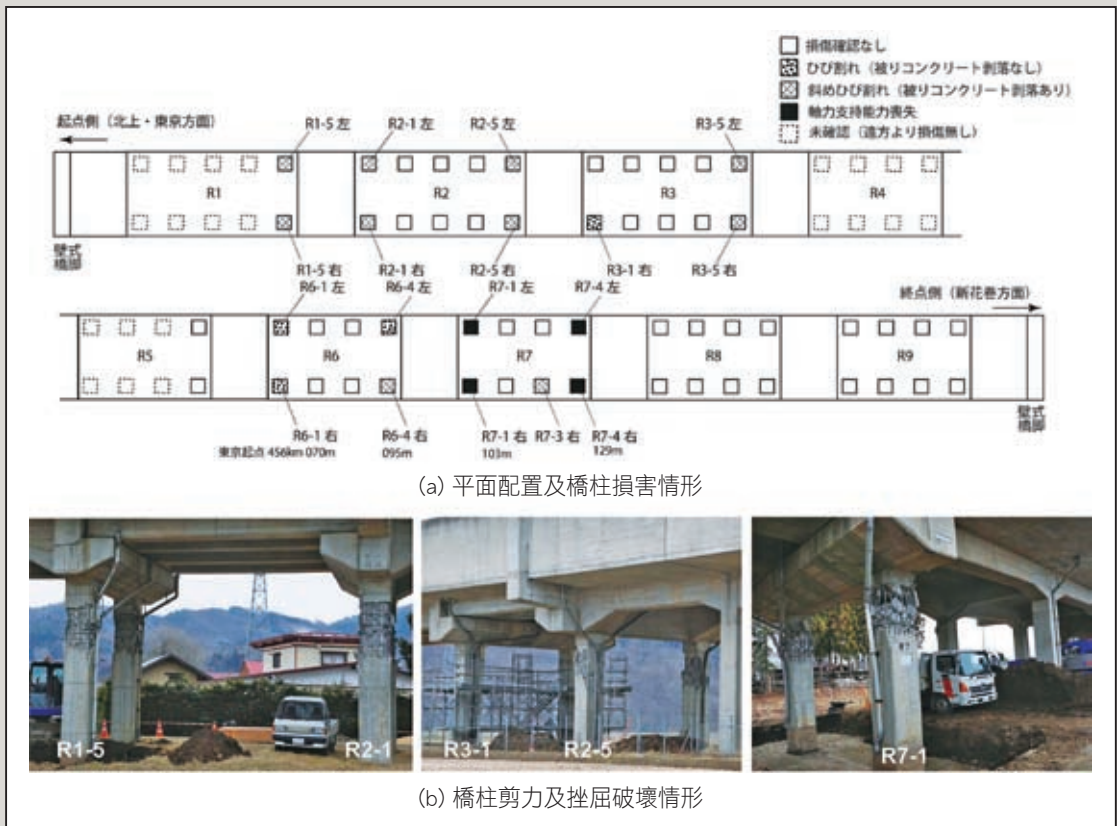 損傷確認なし
ひび割れ（被りコンクリート剥落なし）
斜めひび割れ（被りコンクリート剥落あり）
軸力支持能力喪失
未確認（遠方より損傷無し）
起点側（北上・東京方面）
R1-5 左 R2-1 左 R2-5 左 R3-5 左
R1 R2 R3 R4
壁式
橋脚
R1-5 右 R2-1 右 R2-5 右 R3-1 右 R3-5 右
R6-1 左 R6-4 左 R7-1 左 R7-4 左
終点側（新花巻方面）
R5 R6 R7 R8 R9
壁式
橋脚
R6-1 右 R6-4 右 R7-1 右 R7-3 右 R7-4 右
東京起点 456km 070m 095m 103m 129m
(a) 平面配置及橋柱損害情形
R1-5 R2-1 R3-1 R2-5 R7-1
(b) 橋柱剪力及挫屈破壞情形